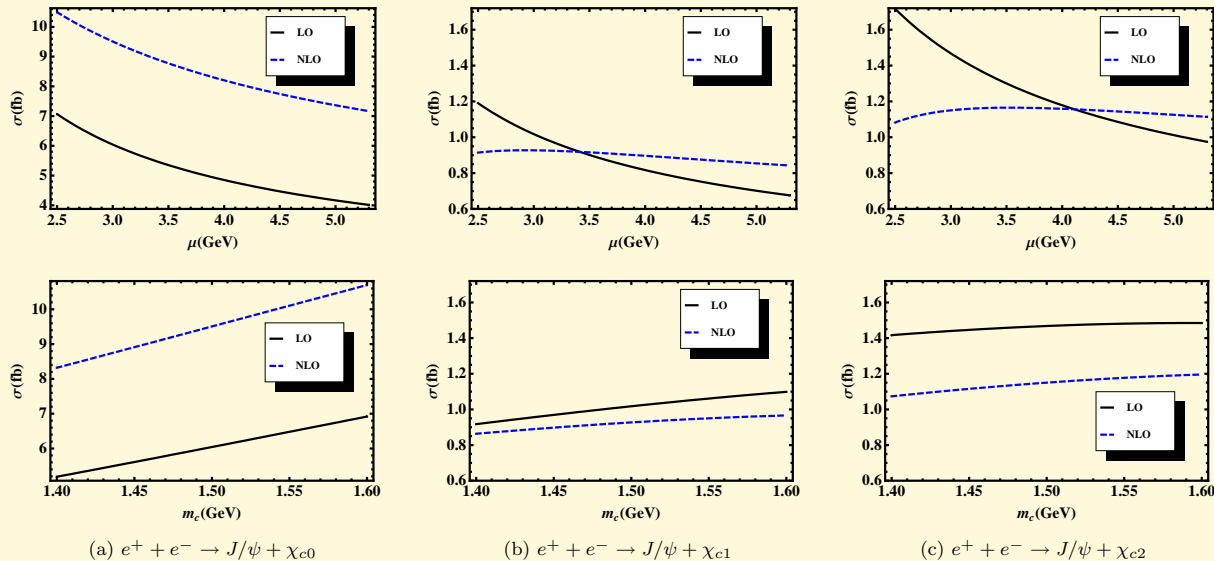 10
9
8
7
6
5
4
σ(fb)
LO
NLO
2.5 3.0 3.5 4.0 4.5 5.0
μ(GeV)
1.6
1.4
1.2
1.0
0.8
0.6
σ(fb)
LO
NLO
2.5 3.0 3.5 4.0 4.5 5.0
μ(GeV)
1.6
1.4
1.2
1.0
0.8
0.6
σ(fb)
LO
NLO
2.5 3.0 3.5 4.0 4.5 5.0
μ(GeV)
10
9
8
7
6
σ(fb)
LO
NLO
1.40 1.45 1.50 1.55 1.60
m_c(GeV)
1.6
1.4
1.2
1.0
0.8
0.6
σ(fb)
LO
NLO
1.40 1.45 1.50 1.55 1.60
m_c(GeV)
1.6
1.4
1.2
1.0
0.8
0.6
σ(fb)
LO
NLO
1.40 1.45 1.50 1.55 1.60
m_c(GeV)
(a) e⁺ + e⁻ → J/ψ + χ_{c0}
(b) e⁺ + e⁻ → J/ψ + χ_{c1}
(c) e⁺ + e⁻ → J/ψ + χ_{c2}